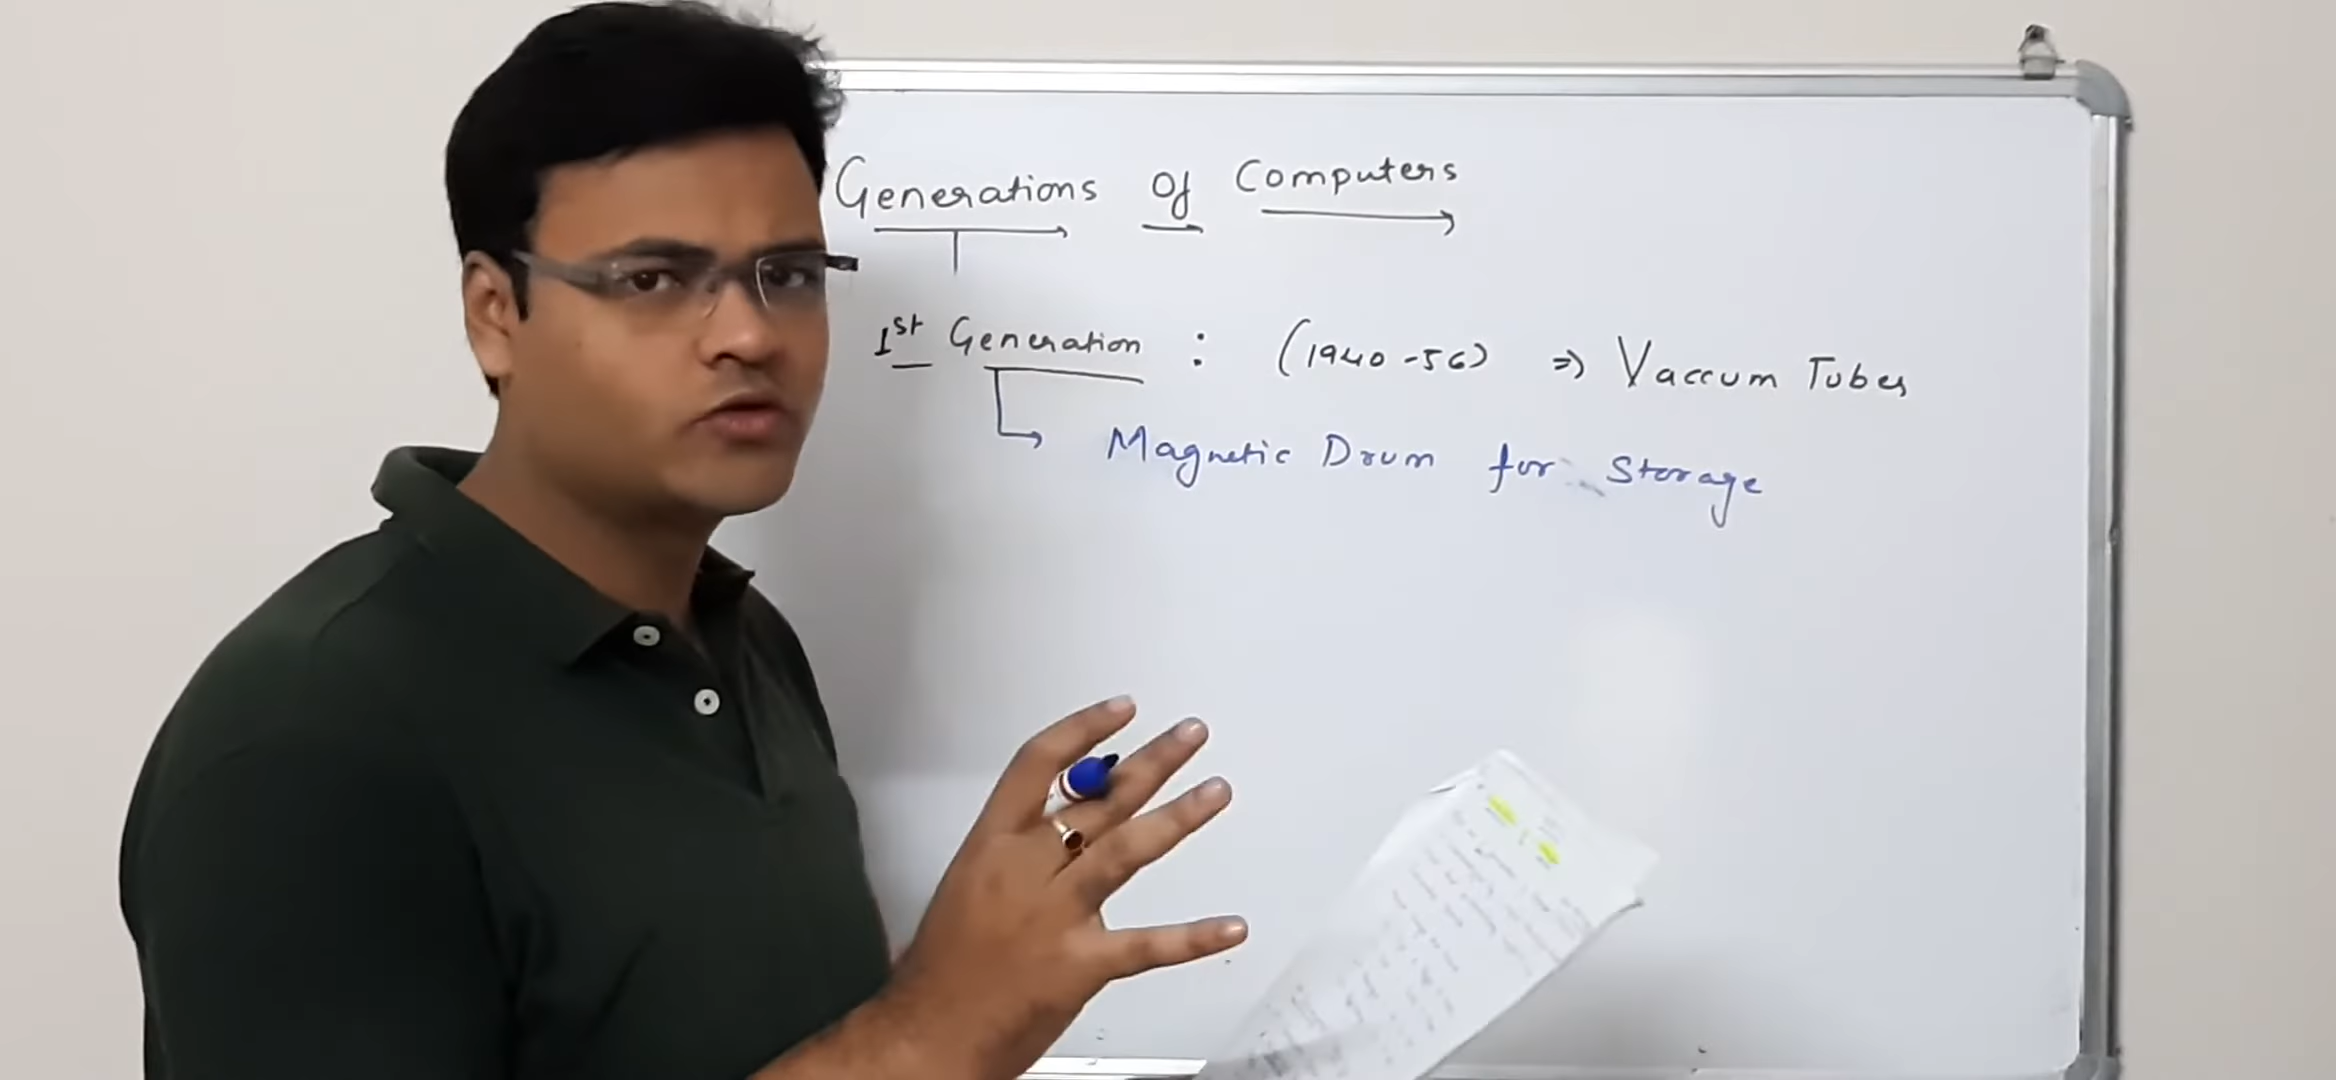 Generations Of Computers
1st Generation : (1940-56) ⇒ Vaccum Tubes
Magnetic Drum for Storage